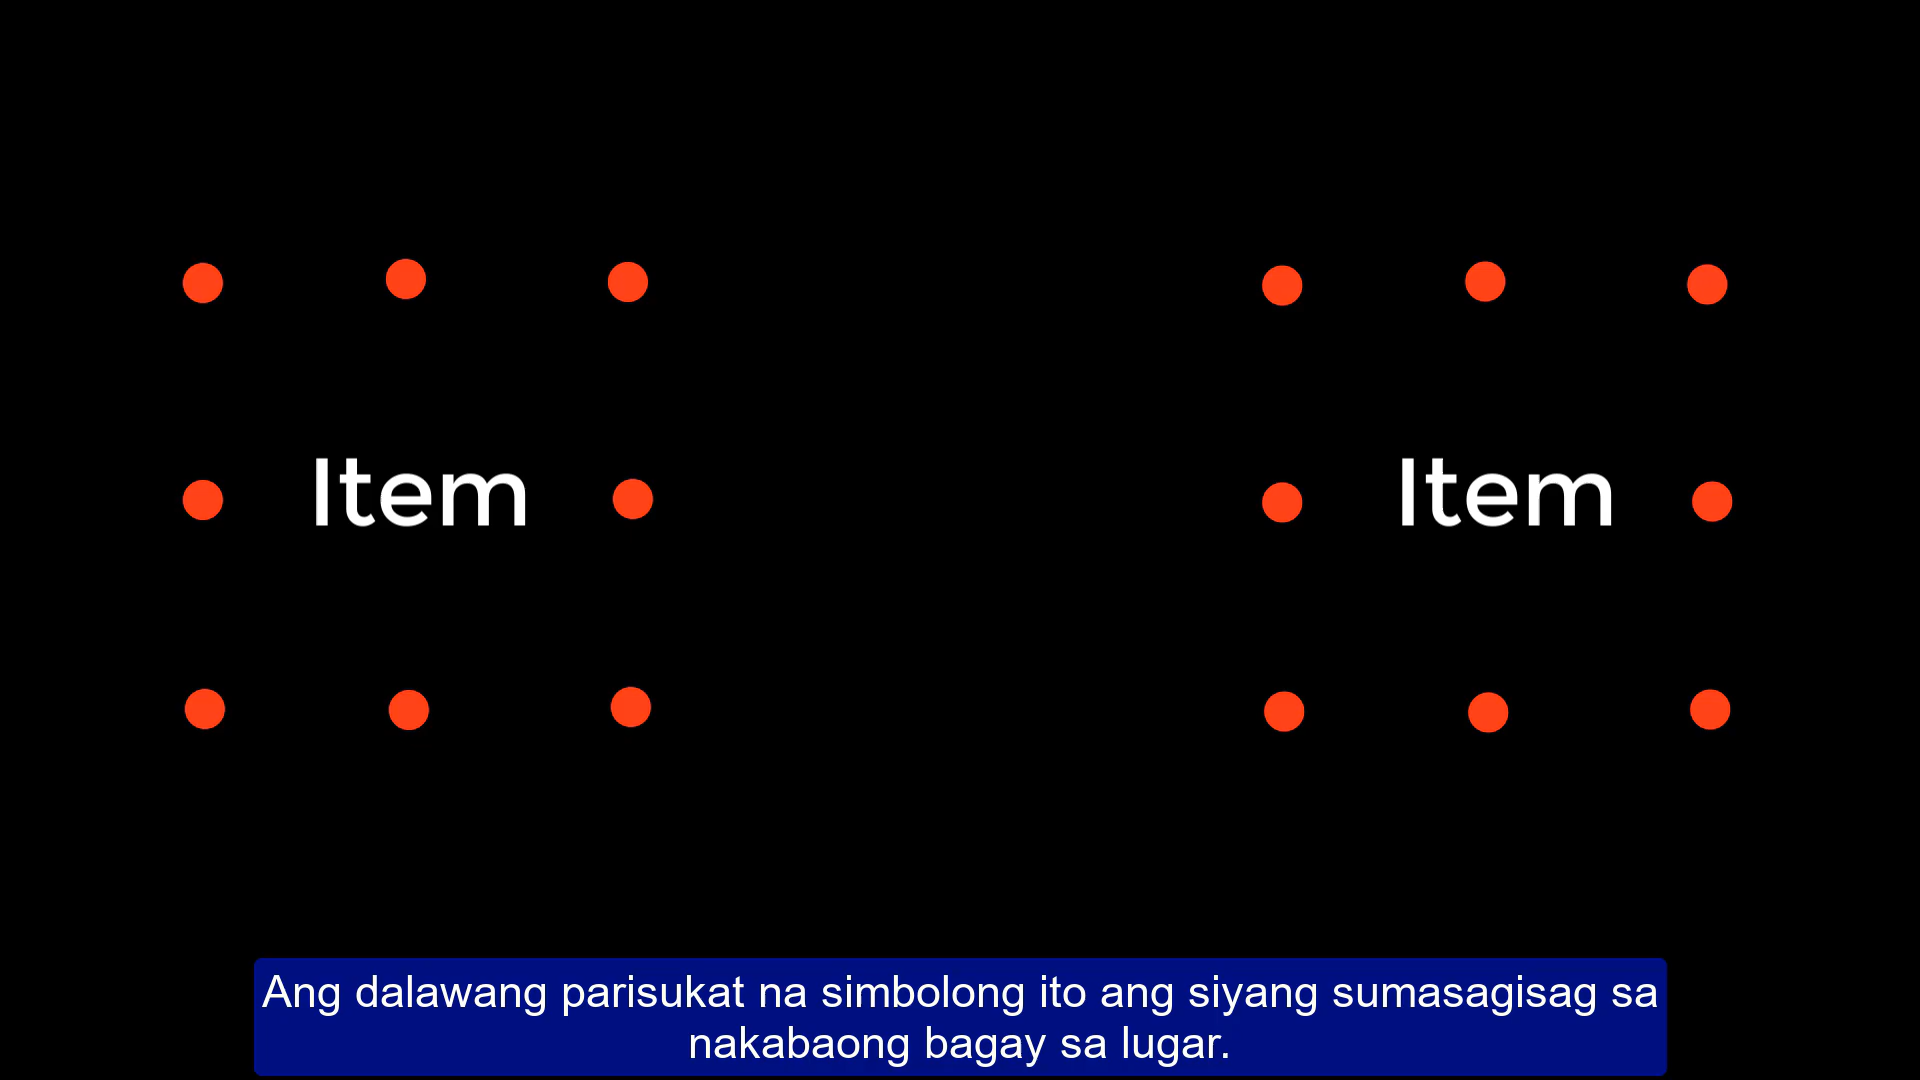 Item Item
Ang dalawang parisukat na simbolong ito ang siyang sumasagisag sa
nakabaong bagay sa lugar.